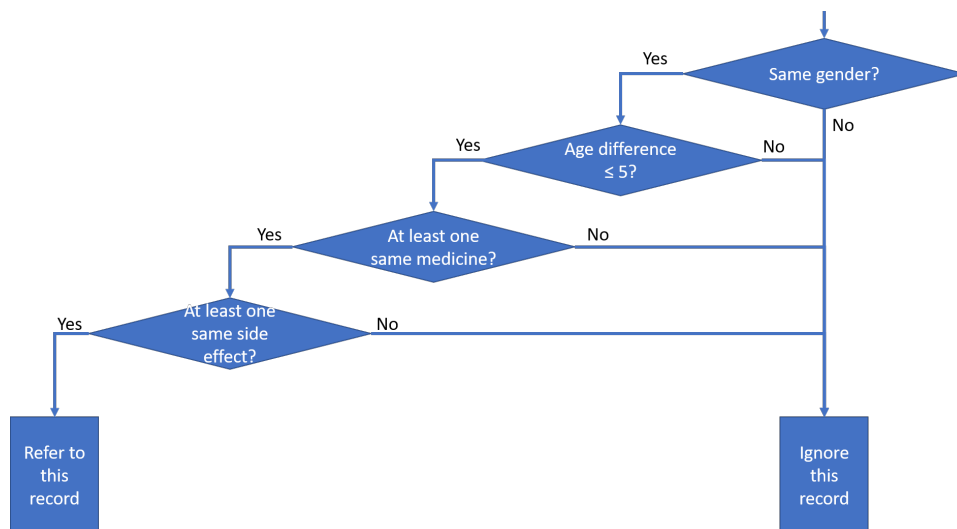 Same gender?
Yes
No
Age difference
≤ 5?
Yes
No
At least one
same medicine?
Yes
No
At least one
same side
effect?
Yes
No
Refer to
this
record
Ignore
this
record